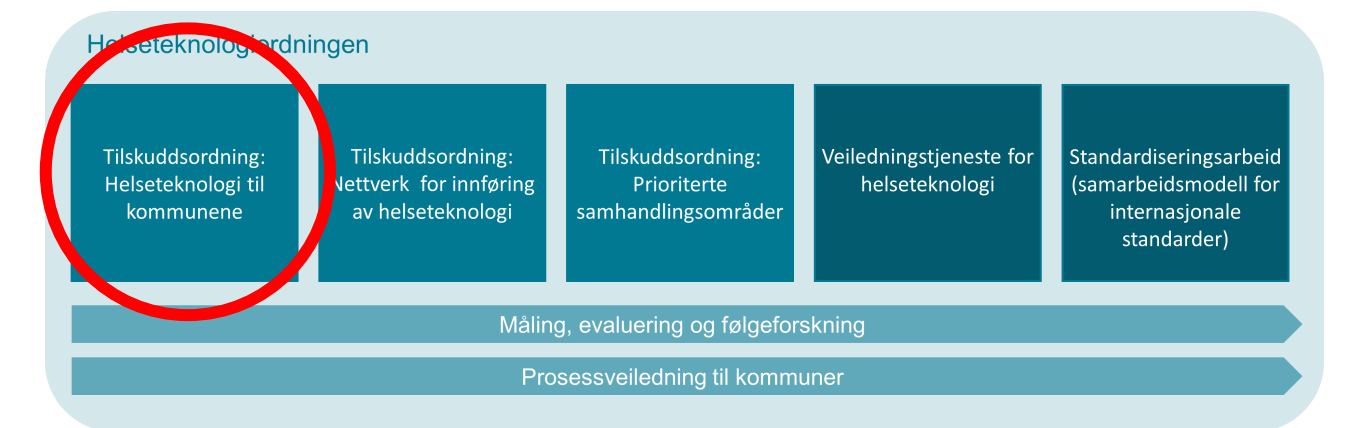 Helseteknologiordningen
Tilskuddsordning:
Helseteknologi til
kommunene
Tilskuddsordning:
Nettverk for innføring
av helseteknologi
Tilskuddsordning:
Prioriterte
samhandlingsområder
Veiledningstjeneste for
helseteknologi
Standardiseringsarbeid
(samarbeidsmodell for
internasjonale
standarder)
Måling, evaluering og følgeforskning
Prosessveiledning til kommuner